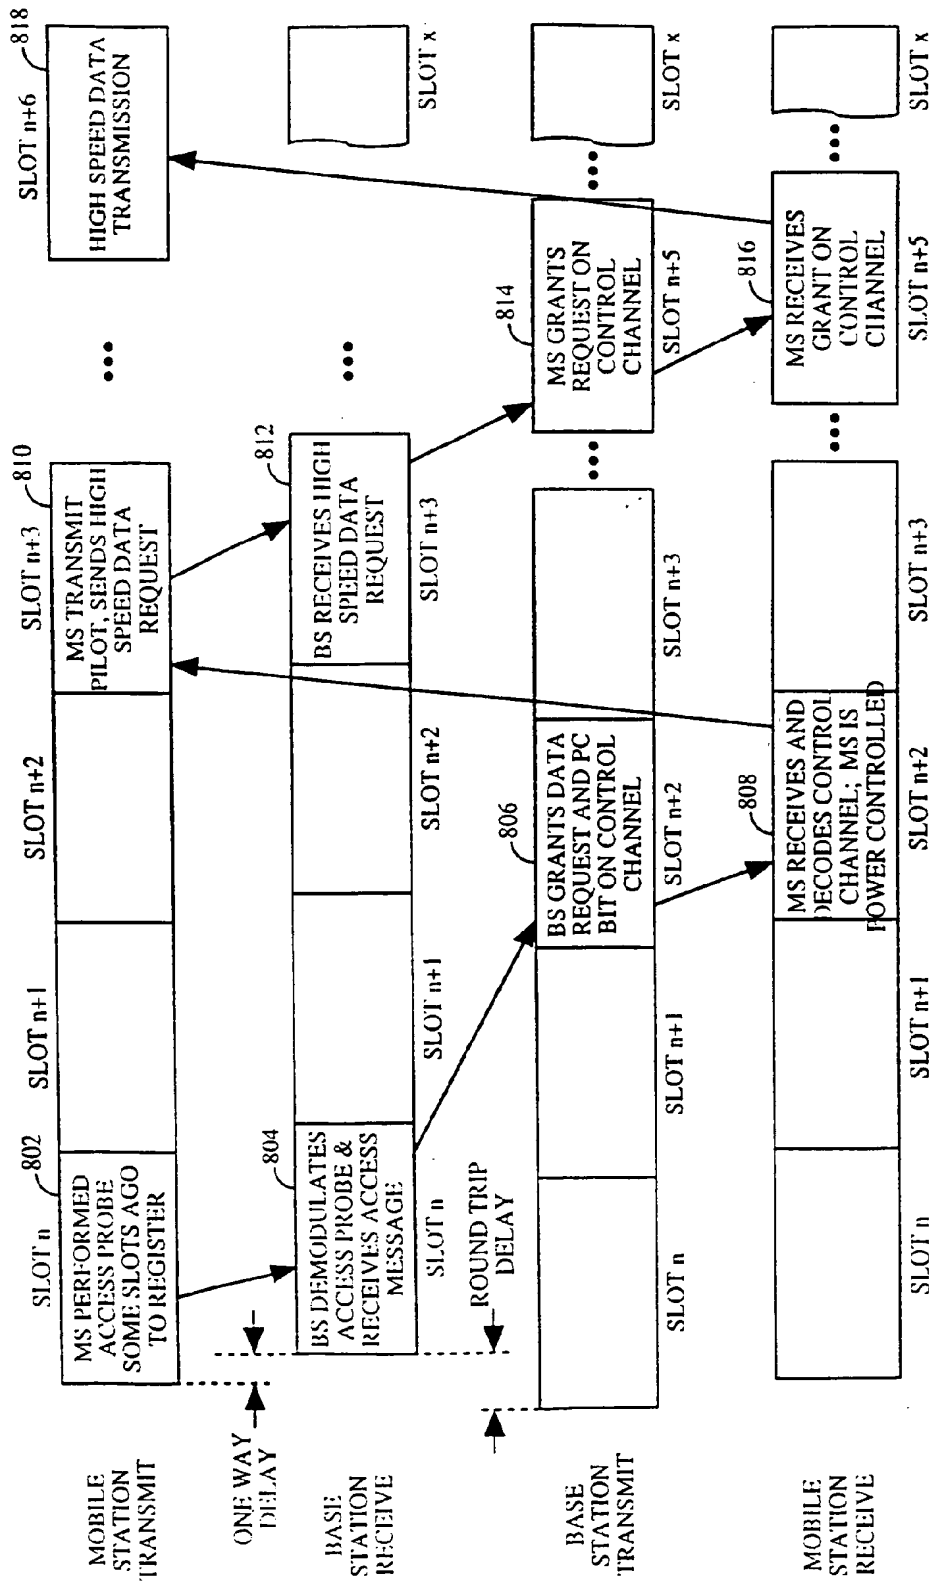 MOBILE
STATION
TRANSMIT
SLOT n
802
MS PERFORMED
ACCESS PROBE
SOME SLOTS AGO
TO REGISTER
SLOT n+1
SLOT n+2
SLOT n+3
810
MS TRANSMIT
PILOT, SENDS HIGH
SPEED DATA
REQUEST
•••
SLOT n+6
818
HIGH SPEED DATA
TRANSMISSION
ONE WAY
DELAY
BASE
STATION
RECEIVE
804
BS DEMODULATES
ACCESS PROBE &
RECEIVES ACCESS
MESSAGE
SLOT n
SLOT n+1
SLOT n+2
812
BS RECEIVES HIGH
SPEED DATA
REQUEST
SLOT n+3
•••
SLOT x
ROUND TRIP
DELAY
BASE
STATION
TRANSMIT
SLOT n
SLOT n+1
806
BS GRANTS DATA
REQUEST AND PC
BIT ON CONTROL
CHANNEL
SLOT n+2
SLOT n+3
•••
814
MS GRANTS
REQUEST ON
CONTROL
CHANNEL
SLOT n+5
•••
SLOT x
MOBILE
STATION
RECEIVE
SLOT n
SLOT n+1
808
MS RECEIVES AND
DECODES CONTROL
CHANNEL; MS IS
POWER CONTROLLED
SLOT n+2
SLOT n+3
•••
816
MS RECEIVES
GRANT ON
CONTROL
CHANNEL
SLOT n+5
•••
SLOT x